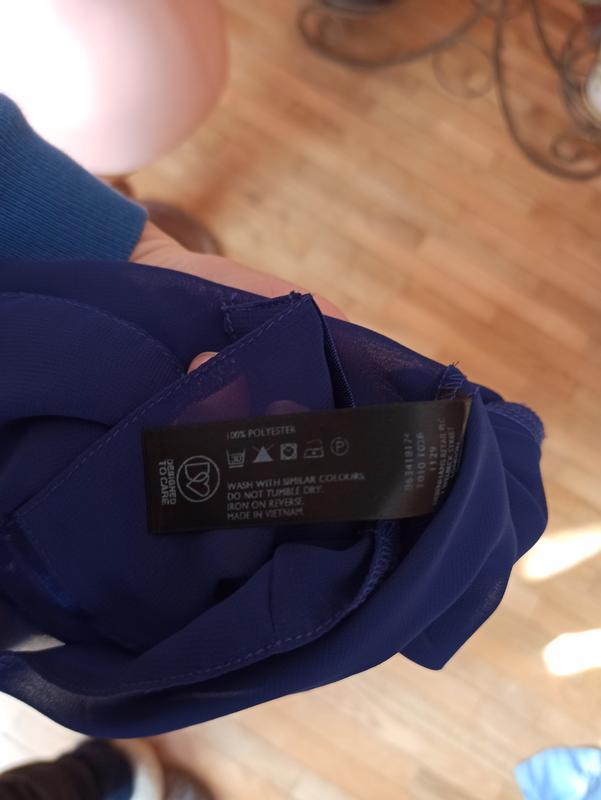 100% POLYESTER
WASH WITH SIMILAR COLOURS.
DO NOT TUMBLE DRY.
IRON ON REVERSE.
MADE IN VIETNAM.
DESIGNED
TO CARE
1129